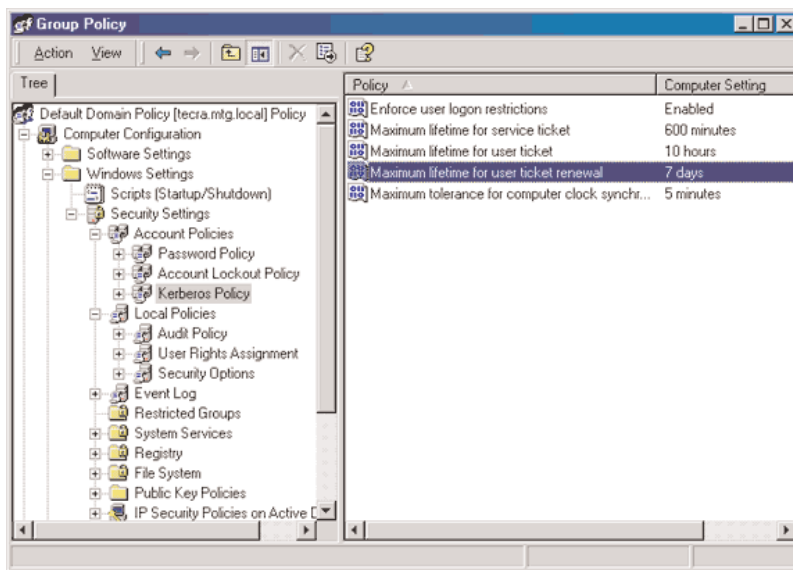 Group Policy
Action View
Tree
Default Domain Policy [tecra.mtg.local] Policy
Computer Configuration
Software Settings
Windows Settings
Scripts (Startup/Shutdown)
Security Settings
Account Policies
Password Policy
Account Lockout Policy
Kerberos Policy
Local Policies
Audit Policy
User Rights Assignment
Security Options
Event Log
Restricted Groups
System Services
Registry
File System
Public Key Policies
IP Security Policies on Active D
Policy Computer Setting
Enforce user logon restrictions Enabled
Maximum lifetime for service ticket 600 minutes
Maximum lifetime for user ticket 10 hours
Maximum lifetime for user ticket renewal 7 days
Maximum tolerance for computer clock synchr... 5 minutes